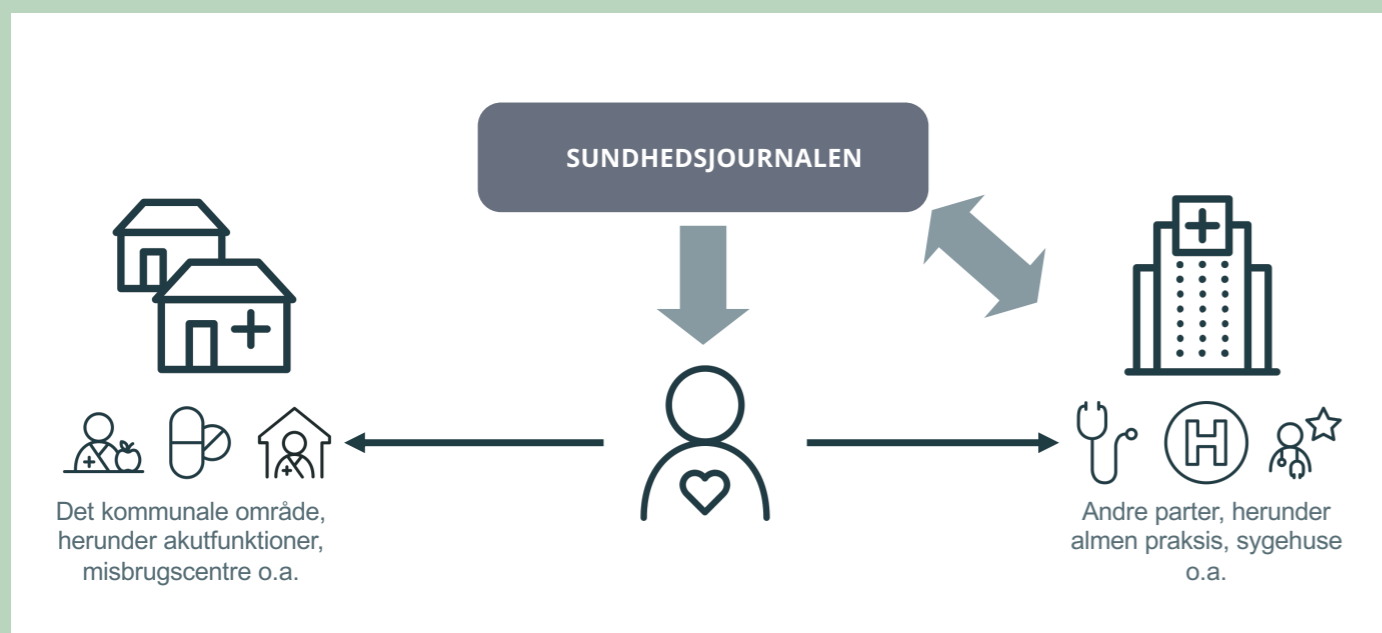 SUNDHEDSJOURNALEN
H
Det kommunale område,
herunder akutfunktioner,
misbrugscentre o.a.
Andre parter, herunder
almen praksis, sygehuse
o.a.